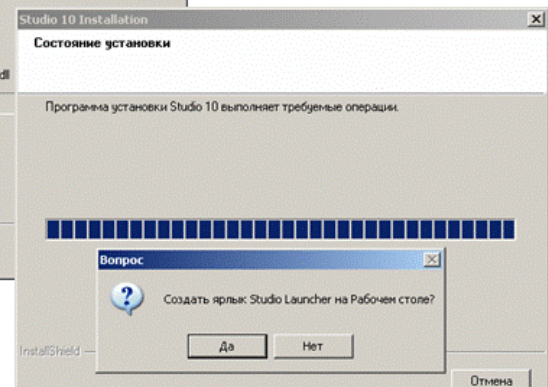 Studio 10 Installation
Состояние установки
dll
Программа установки Studio 10 выполняет требуемые операции.
Вопрос
Создать ярлык Studio Launcher на Рабочем столе?
Да
Нет
InstallShield
Отмена